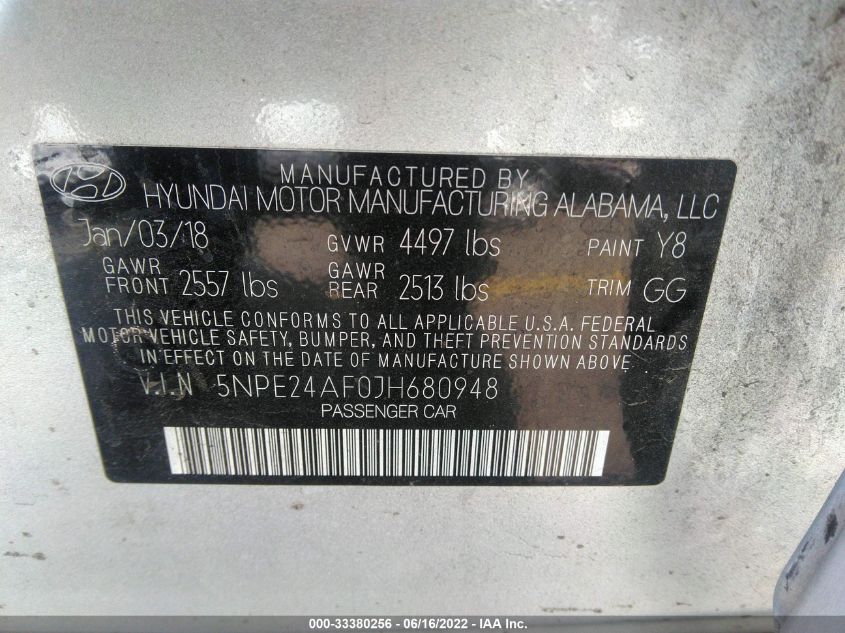 MANUFACTURED BY
HYUNDAI MOTOR MANUFACTURING ALABAMA, LLC
Jan/03/18 GVWR 4497 lbs PAINT Y8
GAWR FRONT 2557 lbs GAWR REAR 2513 lbs TRIM GG
THIS VEHICLE CONFORMS TO ALL APPLICABLE U.S.A. FEDERAL
MOTOR VEHICLE SAFETY, BUMPER, AND THEFT PREVENTION STANDARDS
IN EFFECT ON THE DATE OF MANUFACTURE SHOWN ABOVE.
V.I.N 5NPE24AF0JH680948
PASSENGER CAR
000-33380256 - 06/16/2022 - IAA Inc.